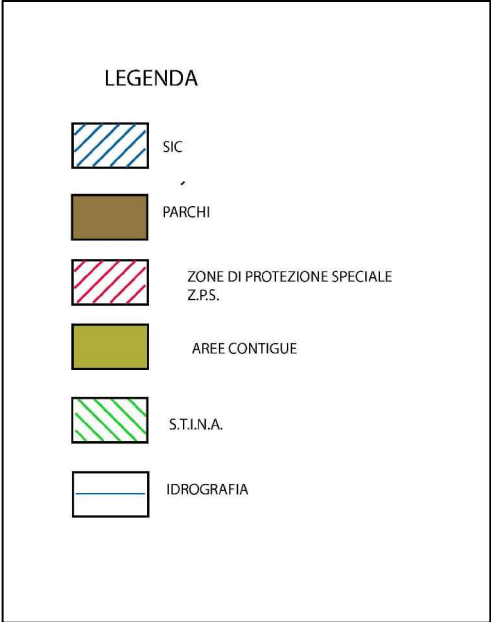 LEGENDA
SIC
PARCHI
ZONE DI PROTEZIONE SPECIALE
Z.P.S.
AREE CONTIGUE
S.T.I.N.A.
IDROGRAFIA